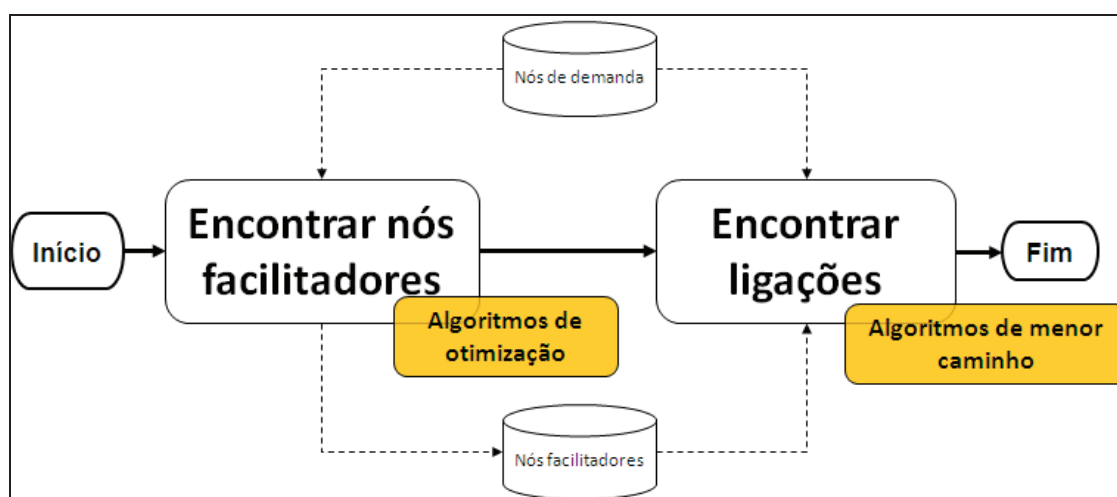 Nós de demanda
Início
Encontrar nós
facilitadores
Algoritmos de
otimização
Encontrar
ligações
Algoritmos de menor
caminho
Fim
Nós facilitadores